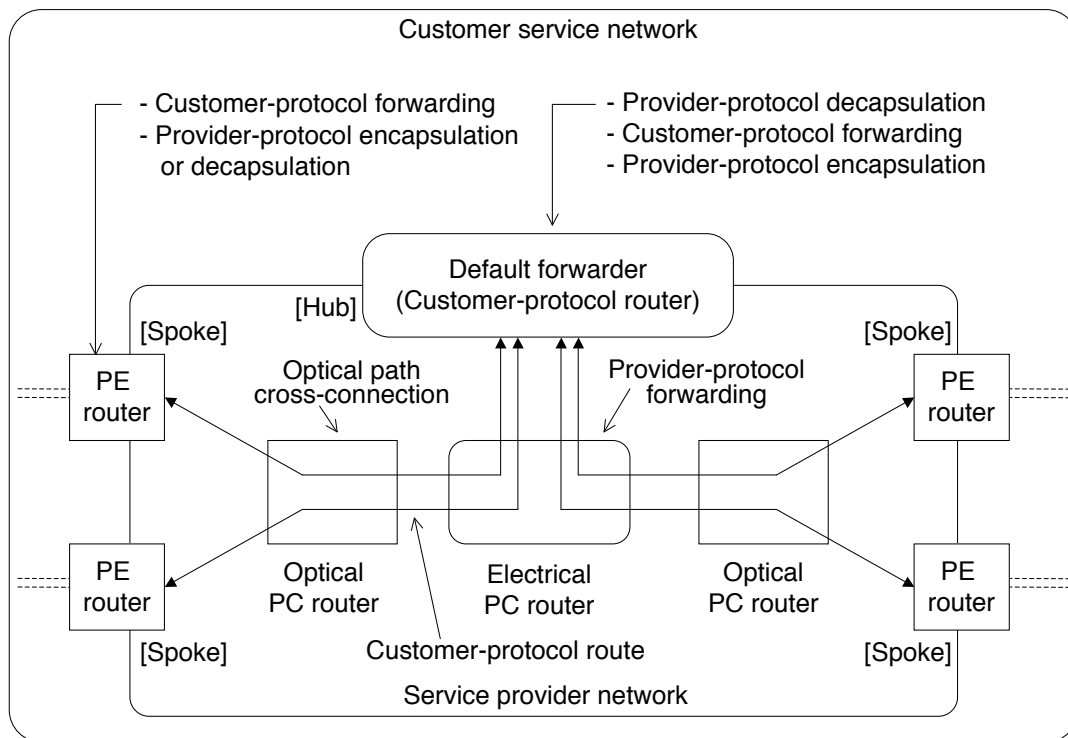 Customer service network
- Customer-protocol forwarding
- Provider-protocol encapsulation
or decapsulation
- Provider-protocol decapsulation
- Customer-protocol forwarding
- Provider-protocol encapsulation
Default forwarder
(Customer-protocol router)
[Hub]
[Spoke]
[Spoke]
PE
router
Optical path
cross-connection
Provider-protocol
forwarding
PE
router
PE
router
Optical
PC router
Electrical
PC router
Optical
PC router
PE
router
[Spoke]
Customer-protocol route
[Spoke]
Service provider network